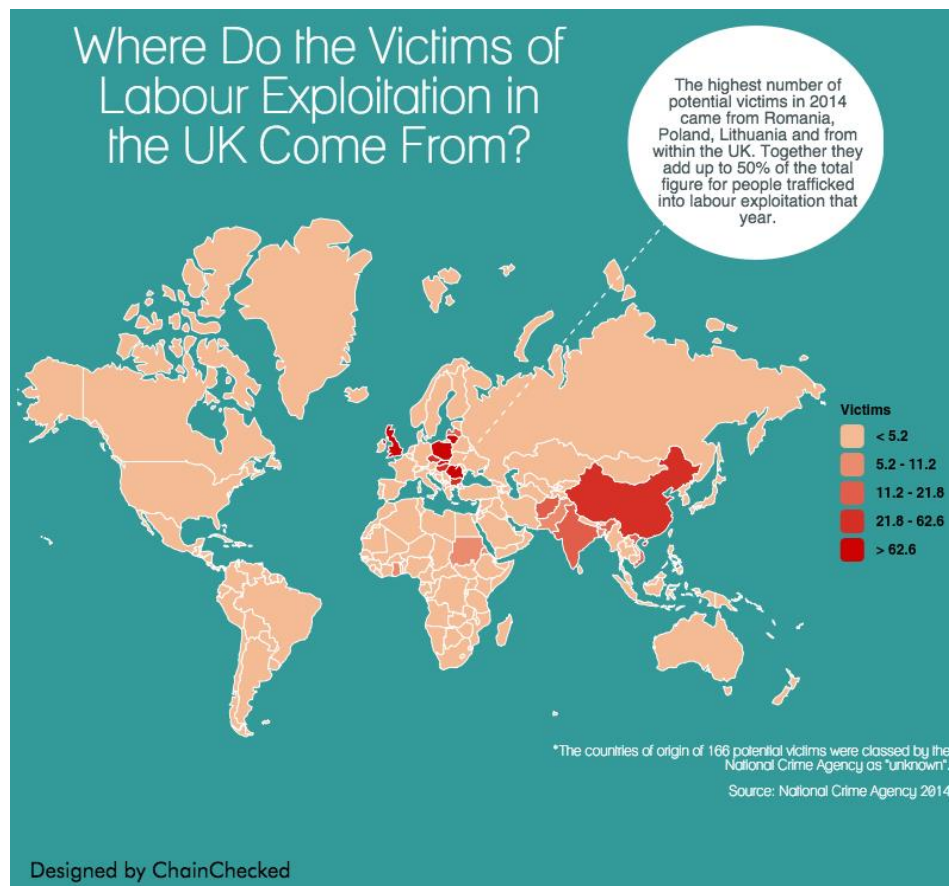 Where Do the Victims of
Labour Exploitation in
the UK Come From?
The highest number of
potential victims in 2014
came from Romania,
Poland, Lithuania and from
within the UK. Together they
add up to 50% of the total
figure for people trafficked
into labour exploitation that
year.
Victims
< 5.2
5.2 - 11.2
11.2 - 21.8
21.8 - 62.6
> 62.6
*The countries of origin of 166 potential victims were classed by the
National Crime Agency as "unknown".
Source: National Crime Agency 2014
Designed by ChainChecked